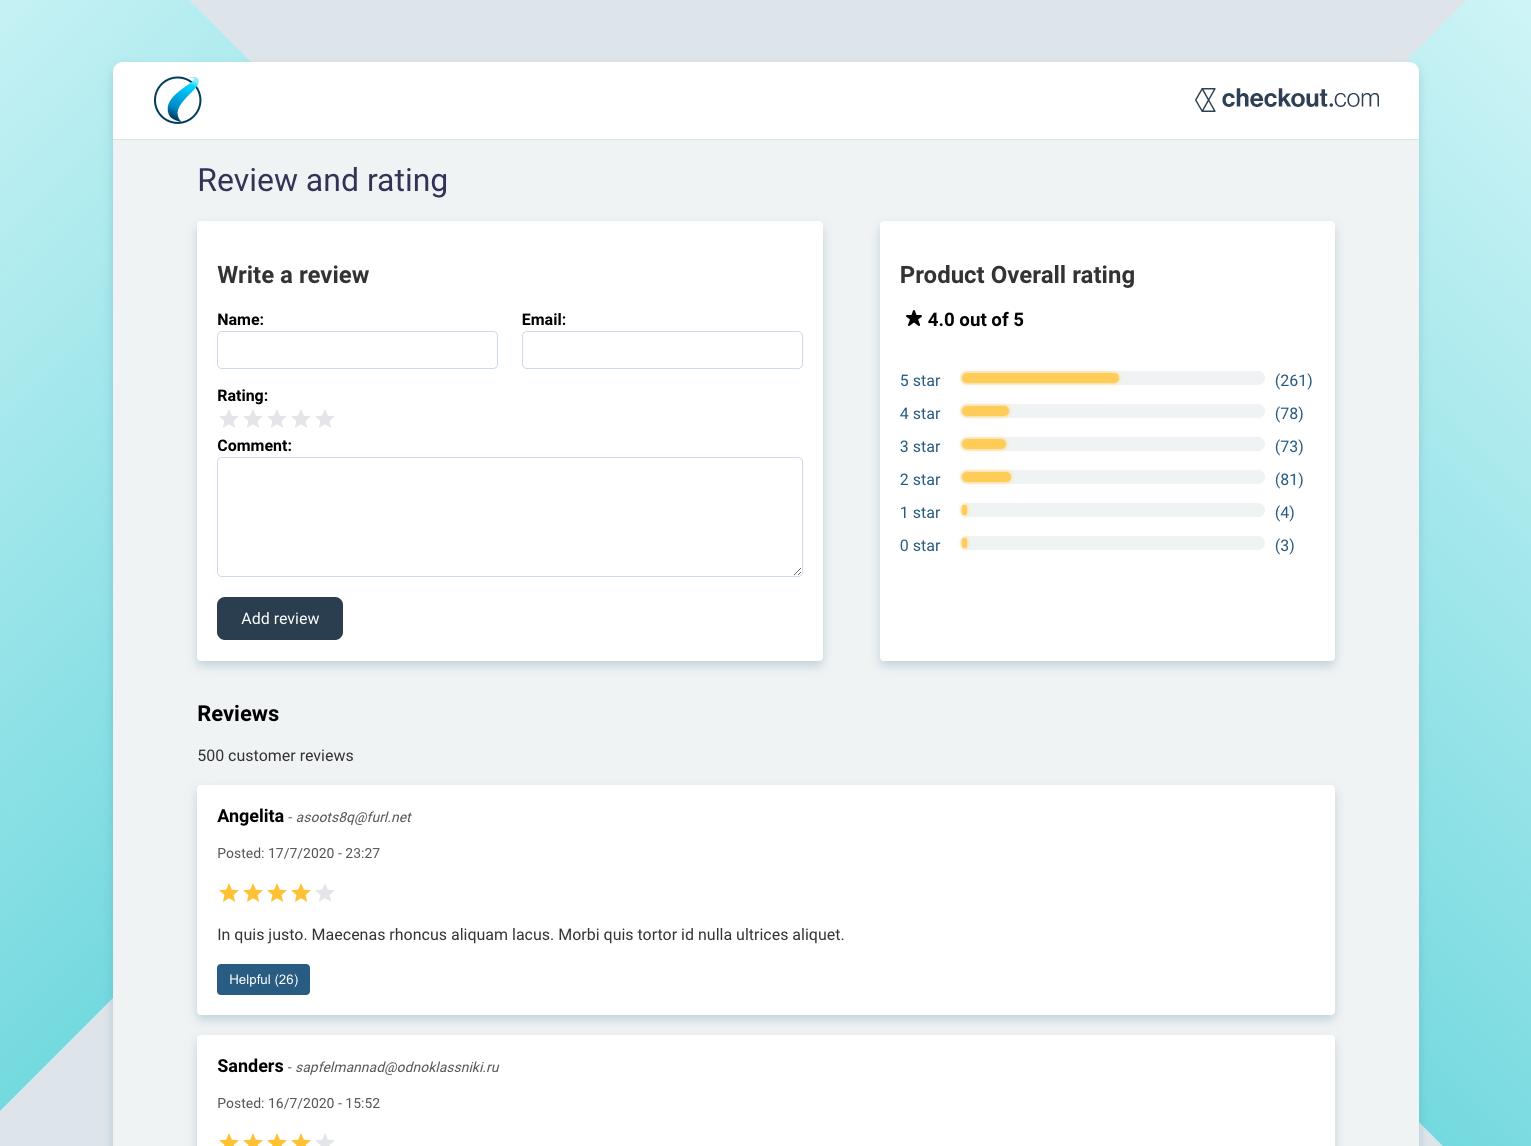 checkout.com
Review and rating
Write a review
Name:
Email:
Rating:
Comment:
Add review
Product Overall rating
4.0 out of 5
5 star (261)
4 star (78)
3 star (73)
2 star (81)
1 star (4)
0 star (3)
Reviews
500 customer reviews
Angelita - asoots8q@furl.net
Posted: 17/7/2020 - 23:27
In quis justo. Maecenas rhoncus aliquam lacus. Morbi quis tortor id nulla ultrices aliquet.
Helpful (26)
Sanders - sapfelmannad@odnoklassniki.ru
Posted: 16/7/2020 - 15:52